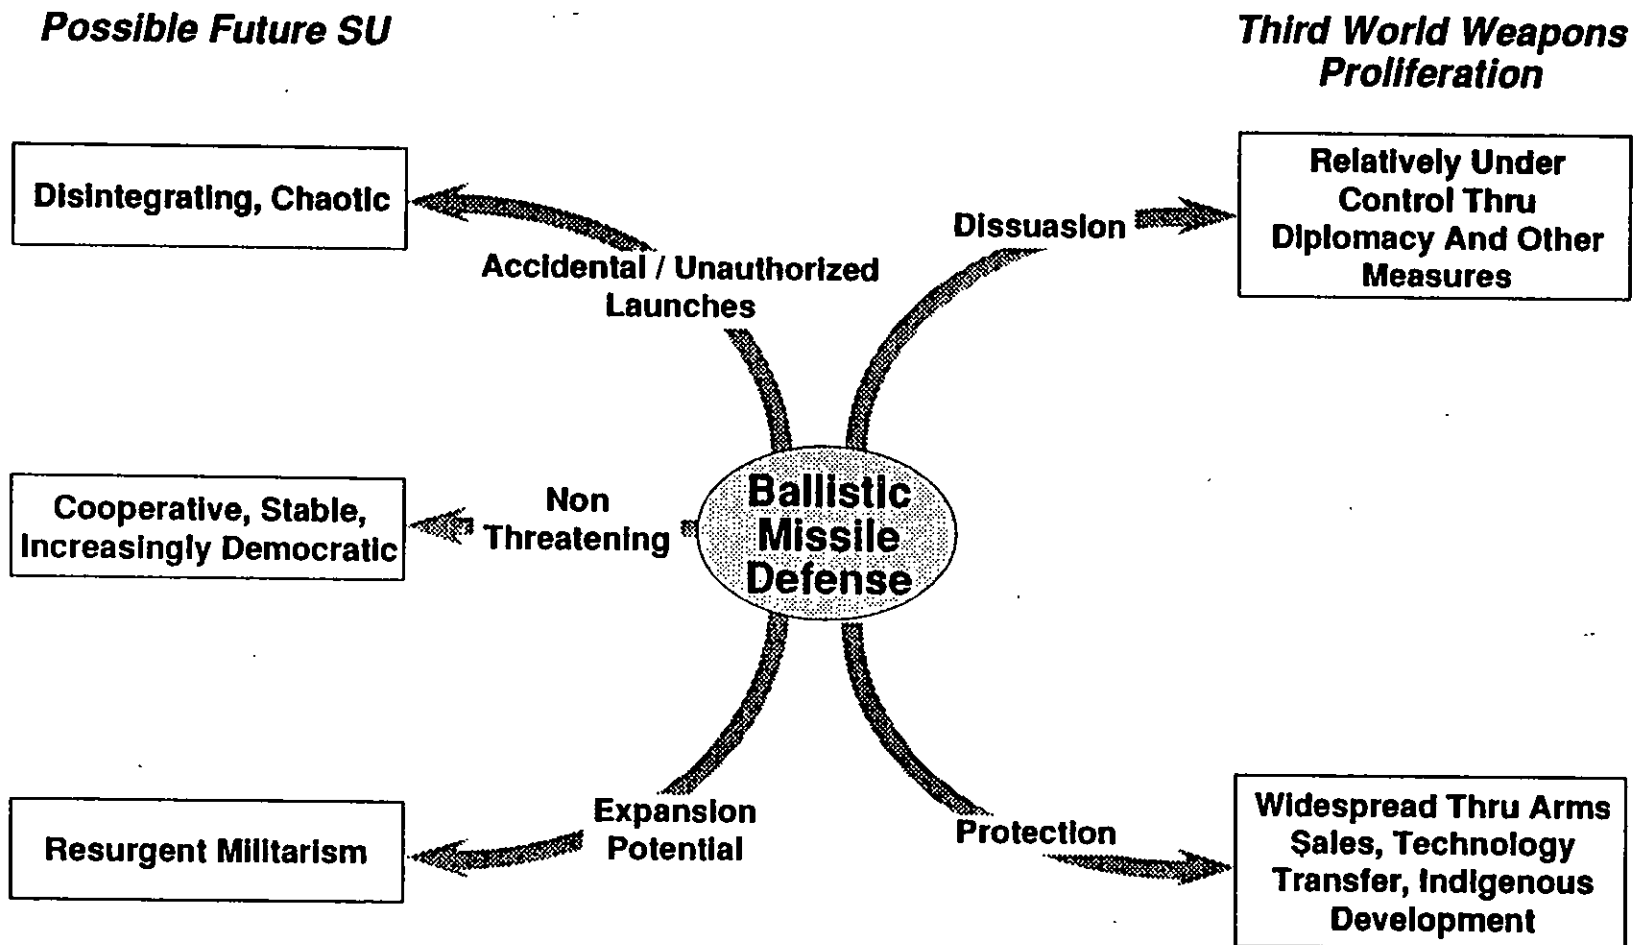 Possible Future SU
Third World Weapons
Proliferation
Disintegrating, Chaotic
Accidental / Unauthorized
Launches
Dissuasion
Relatively Under
Control Thru
Diplomacy And Other
Measures
Cooperative, Stable,
Increasingly Democratic
Non
Threatening
Ballistic
Missile
Defense
Resurgent Militarism
Expansion
Potential
Protection
Widespread Thru Arms
Sales, Technology
Transfer, Indigenous
Development